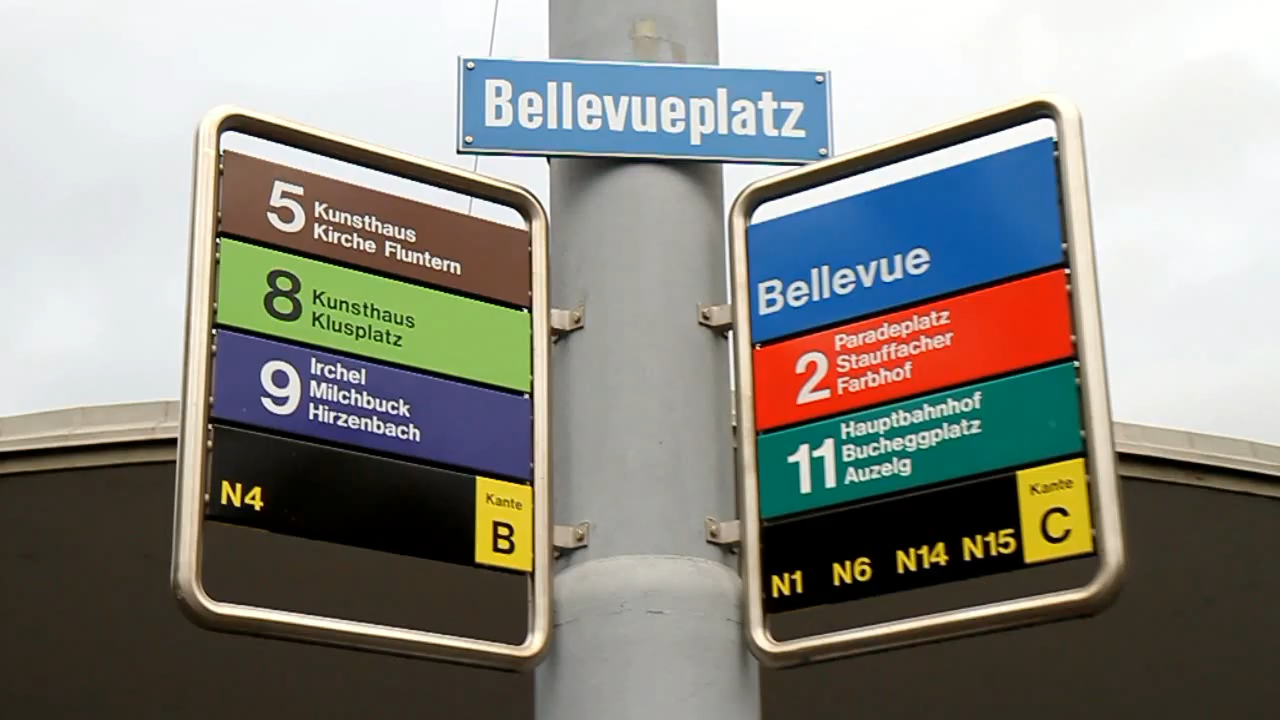 Bellevueplatz
5 Kunsthaus
Kirche Fluntern
8 Kunsthaus
Klusplatz
9 Irchel
Milchbuck
Hirzenbach
N4
Kante
B
Bellevue
2 Paradeplatz
Stauffacher
Farbhof
11 Hauptbahnhof
Bucheggplatz
Auzelg
N1 N6 N14 N15
Kante
C